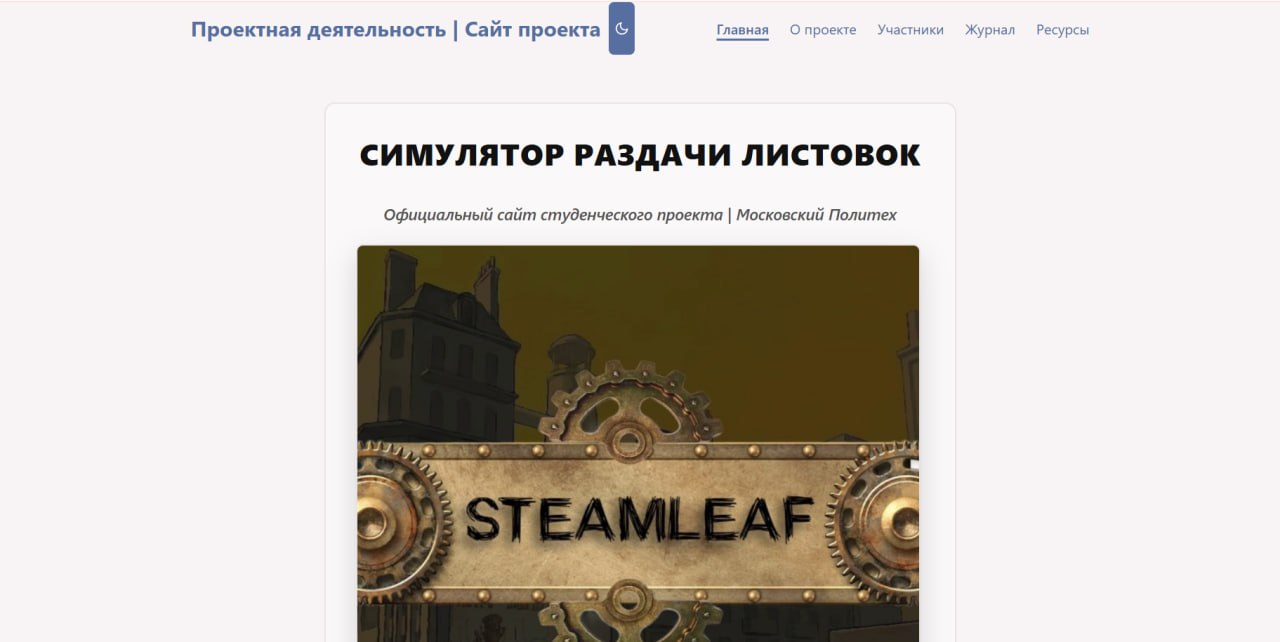 Проектная деятельность | Сайт проекта
Главная О проекте Участники Журнал Ресурсы
СИМУЛЯТОР РАЗДАЧИ ЛИСТОВОК
Официальный сайт студенческого проекта | Московский Политех
STEAMLEAF